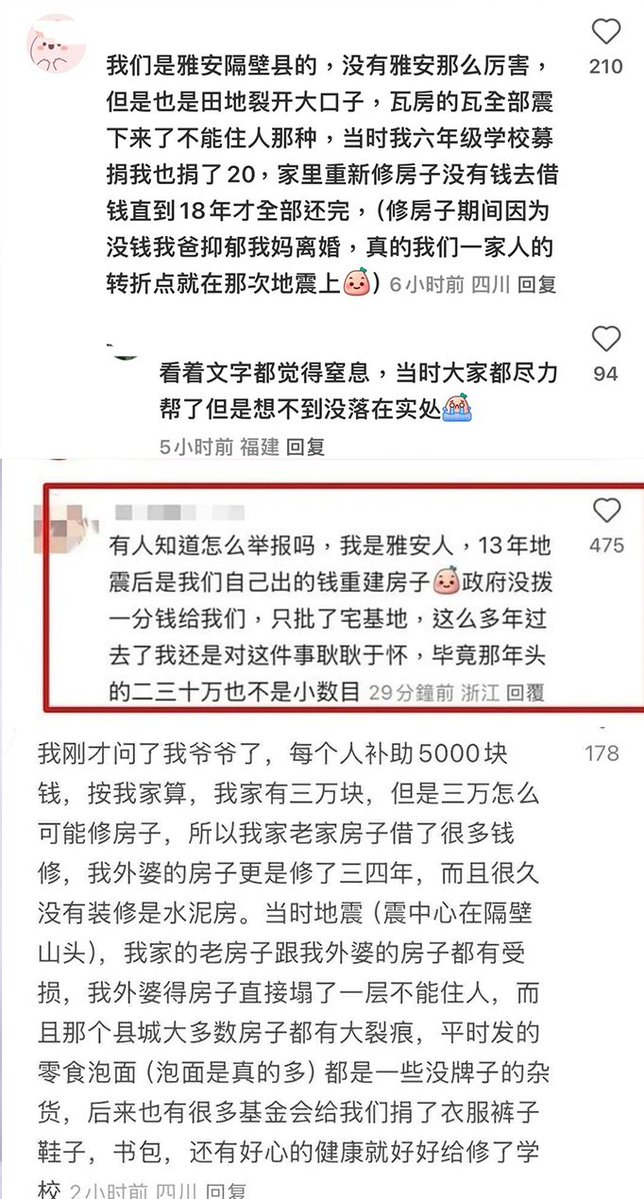 210
我们是雅安隔壁县的，没有雅安那么厉害，
但是也是田地裂开大口子，瓦房的瓦全部震
下来了不能住人那种，当时我六年级学校募
捐我也捐了20，家里重新修房子没有钱去借
钱直到18年才全部还完，（修房子期间因为
没钱我爸抑郁我妈离婚，真的我们一家人的
转折点就在那次地震上） 6小时前 四川 回复
94
看着文字都觉得窒息，当时大家都尽力
帮了但是想不到没落在实处
5小时前 福建 回复
475
有人知道怎么举报吗，我是雅安人，13年地
震后是我们自己出的钱重建房子政府没拨
一分钱给我们，只批了宅基地，这么多年过
去了我还是对这件事耿耿于怀，毕竟那年头
的二三十万也不是小数目 29分鐘前 浙江 回覆
178
我刚才问了我爷爷了，每个人补助5000块
钱，按我家算，我家有三万块，但是三万怎么
可能修房子，所以我家老家房子借了很多钱
修，我外婆的房子更是修了三四年，而且很久
没有装修是水泥房。当时地震（震中心在隔壁
山头），我家的老房子跟我外婆的房子都有受
损，我外婆得房子直接塌了一层不能住人，而
且那个县城大多数房子都有大裂痕，平时发的
零食泡面（泡面是真的多）都是一些没牌子的杂
货，后来也有很多基金会给我们捐了衣服裤子
鞋子，书包，还有好心的健康就好好给修了学
校 2小时前 四川 回复